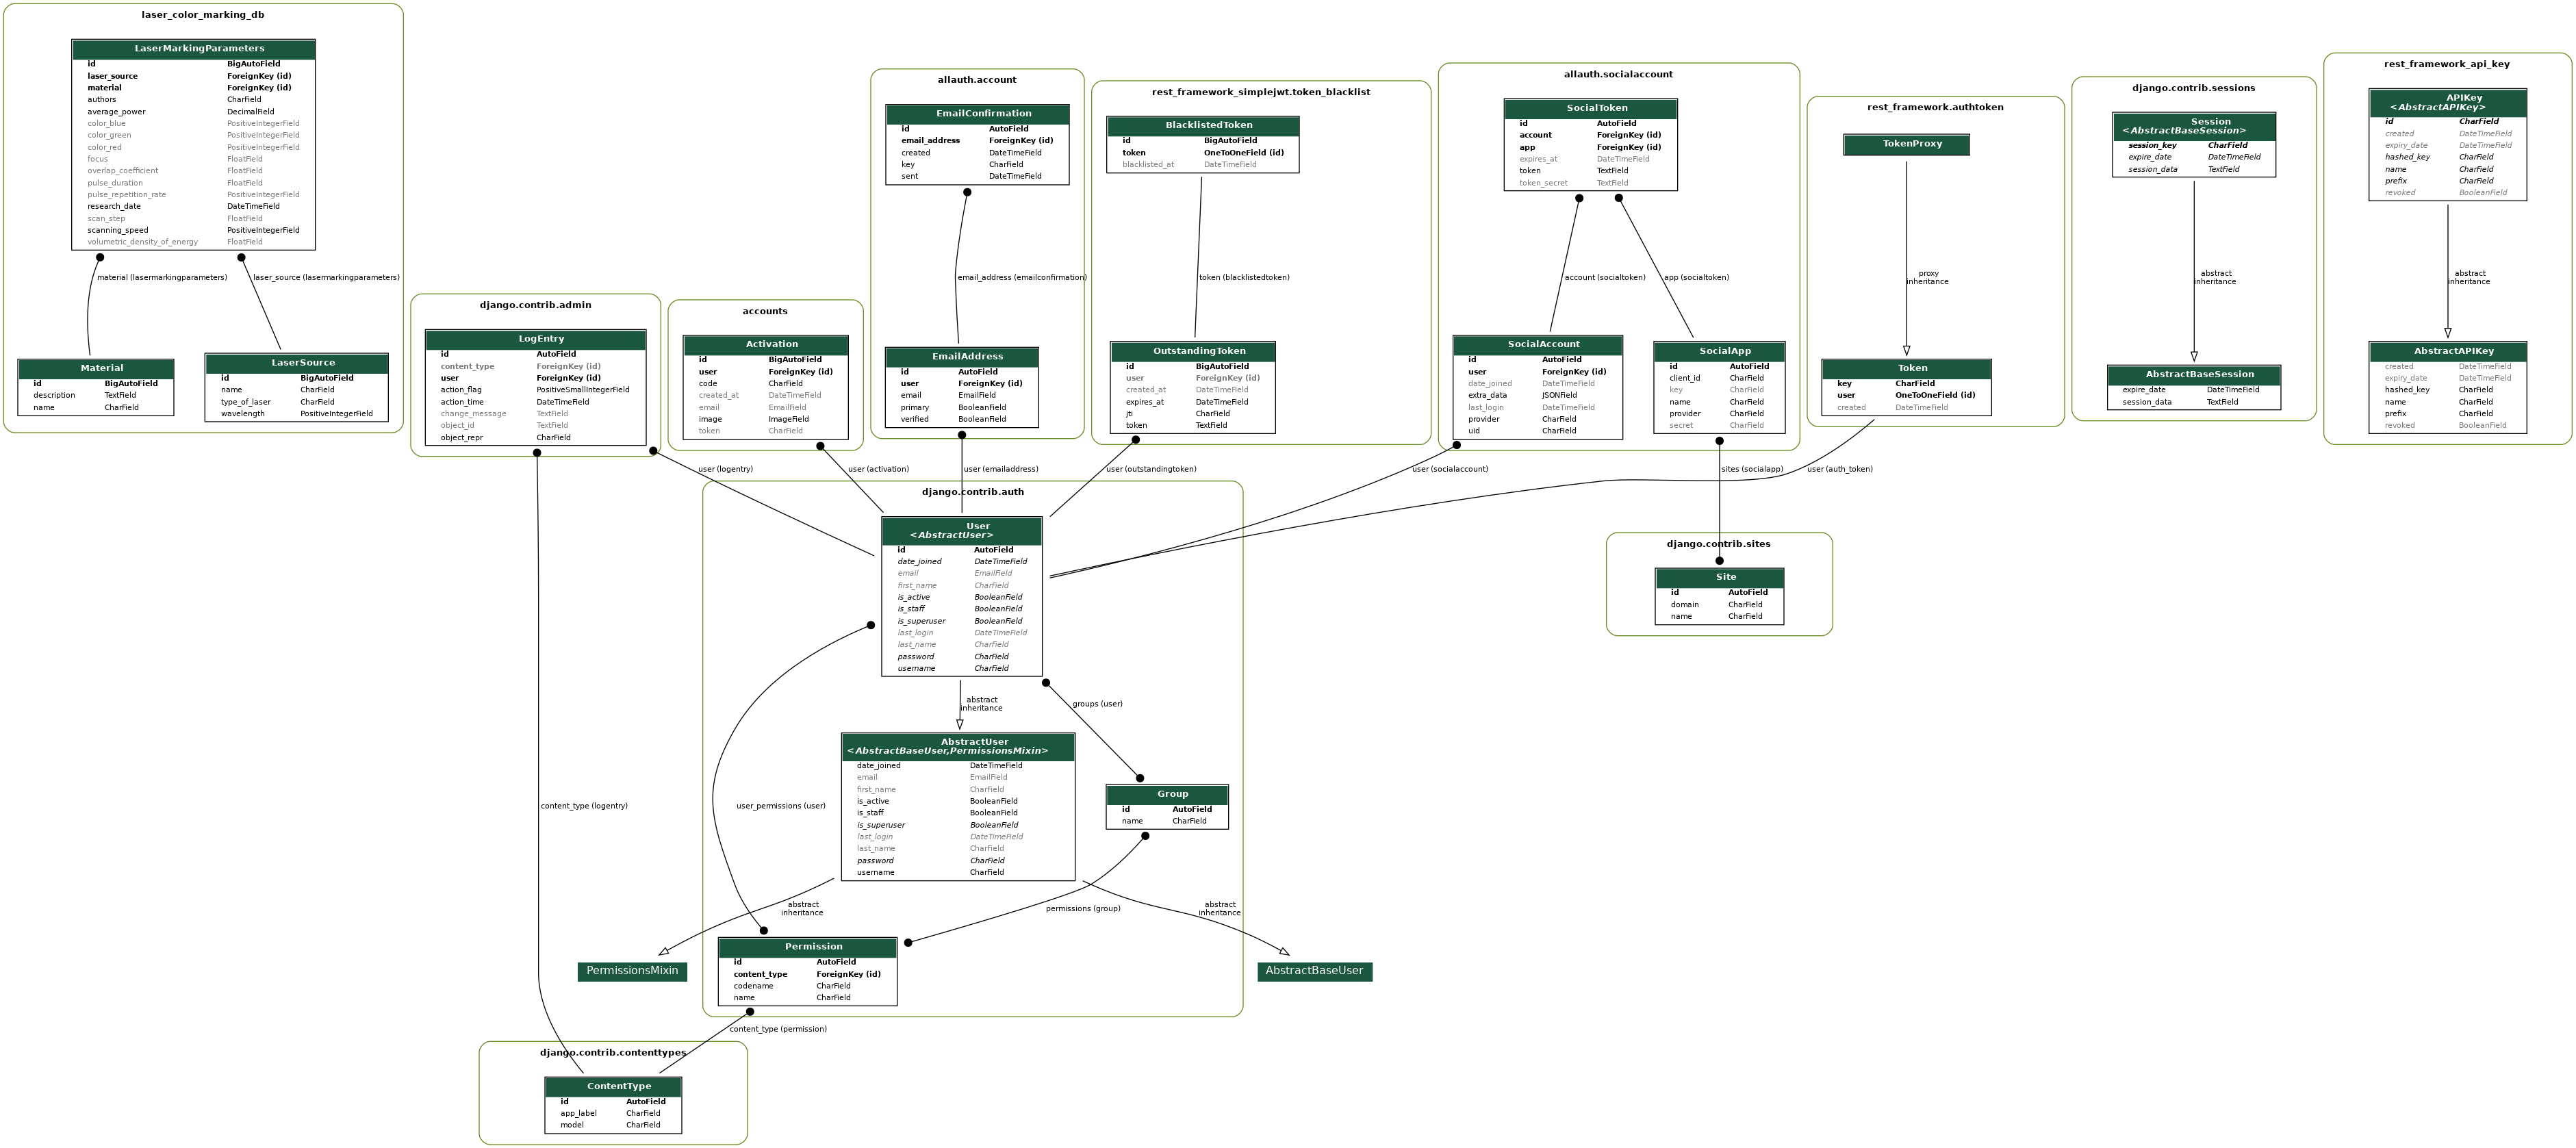 laser_color_marking_db
LaserMarkingParameters
id BigAutoField
laser_source ForeignKey (id)
material ForeignKey (id)
authors CharField
average_power DecimalField
color_blue PositiveIntegerField
color_green PositiveIntegerField
color_red PositiveIntegerField
focus FloatField
overlap_coefficient FloatField
pulse_duration FloatField
pulse_repetition_rate PositiveIntegerField
research_date DateTimeField
scan_step FloatField
scanning_speed PositiveIntegerField
volumetric_density_of_energy FloatField
material (lasermarkingparameters)
laser_source (lasermarkingparameters)
Material
id BigAutoField
description TextField
name CharField
LaserSource
id BigAutoField
name CharField
type_of_laser CharField
wavelength PositiveIntegerField
django.contrib.admin
LogEntry
id AutoField
content_type ForeignKey (id)
user ForeignKey (id)
action_flag PositiveSmallIntegerField
action_time DateTimeField
change_message TextField
object_id TextField
object_repr CharField
accounts
Activation
id BigAutoField
user ForeignKey (id)
code CharField
created_at DateTimeField
email EmailField
image ImageField
token CharField
allauth.account
EmailConfirmation
id AutoField
email_address ForeignKey (id)
created DateTimeField
key CharField
sent DateTimeField
email_address (emailconfirmation)
EmailAddress
id AutoField
user ForeignKey (id)
email EmailField
primary BooleanField
verified BooleanField
rest_framework_simplejwt.token_blacklist
BlacklistedToken
id BigAutoField
token OneToOneField (id)
blacklisted_at DateTimeField
token (blacklistedtoken)
OutstandingToken
id BigAutoField
user ForeignKey (id)
created_at DateTimeField
expires_at DateTimeField
jti CharField
token TextField
allauth.socialaccount
SocialToken
id AutoField
account ForeignKey (id)
app ForeignKey (id)
expires_at DateTimeField
token TextField
token_secret TextField
account (socialtoken)
app (socialtoken)
SocialAccount
id AutoField
user ForeignKey (id)
date_joined DateTimeField
extra_data JSONField
last_login DateTimeField
provider CharField
uid CharField
SocialApp
id AutoField
client_id CharField
key CharField
name CharField
provider CharField
secret CharField
rest_framework.authtoken
TokenProxy
proxy
inheritance
Token
key CharField
user OneToOneField (id)
created DateTimeField
django.contrib.sessions
Session
<AbstractBaseSession>
session_key CharField
expire_date DateTimeField
session_data TextField
abstract
inheritance
AbstractBaseSession
expire_date DateTimeField
session_data TextField
rest_framework_api_key
APIKey
<AbstractAPIKey>
id CharField
created DateTimeField
expiry_date DateTimeField
hashed_key CharField
name CharField
prefix CharField
revoked BooleanField
abstract
inheritance
AbstractAPIKey
created DateTimeField
expiry_date DateTimeField
hashed_key CharField
name CharField
prefix CharField
revoked BooleanField
user (logentry)
user (activation)
user (emailaddress)
user (outstandingtoken)
user (socialaccount)
sites (socialapp)
user (auth_token)
django.contrib.auth
User
<AbstractUser>
id AutoField
date_joined DateTimeField
email EmailField
first_name CharField
is_active BooleanField
is_staff BooleanField
is_superuser BooleanField
last_login DateTimeField
last_name CharField
password CharField
username CharField
django.contrib.sites
Site
id AutoField
domain CharField
name CharField
abstract
inheritance
groups (user)
AbstractUser
<AbstractBaseUser,PermissionsMixin>
date_joined DateTimeField
email EmailField
first_name CharField
is_active BooleanField
is_staff BooleanField
is_superuser BooleanField
last_login DateTimeField
last_name CharField
password CharField
username CharField
Group
id AutoField
name CharField
content_type (logentry)
user_permissions (user)
abstract
inheritance
permissions (group)
abstract
inheritance
PermissionsMixin
Permission
id AutoField
content_type ForeignKey (id)
codename CharField
name CharField
AbstractBaseUser
content_type (permission)
django.contrib.contenttypes
ContentType
id AutoField
app_label CharField
model CharField